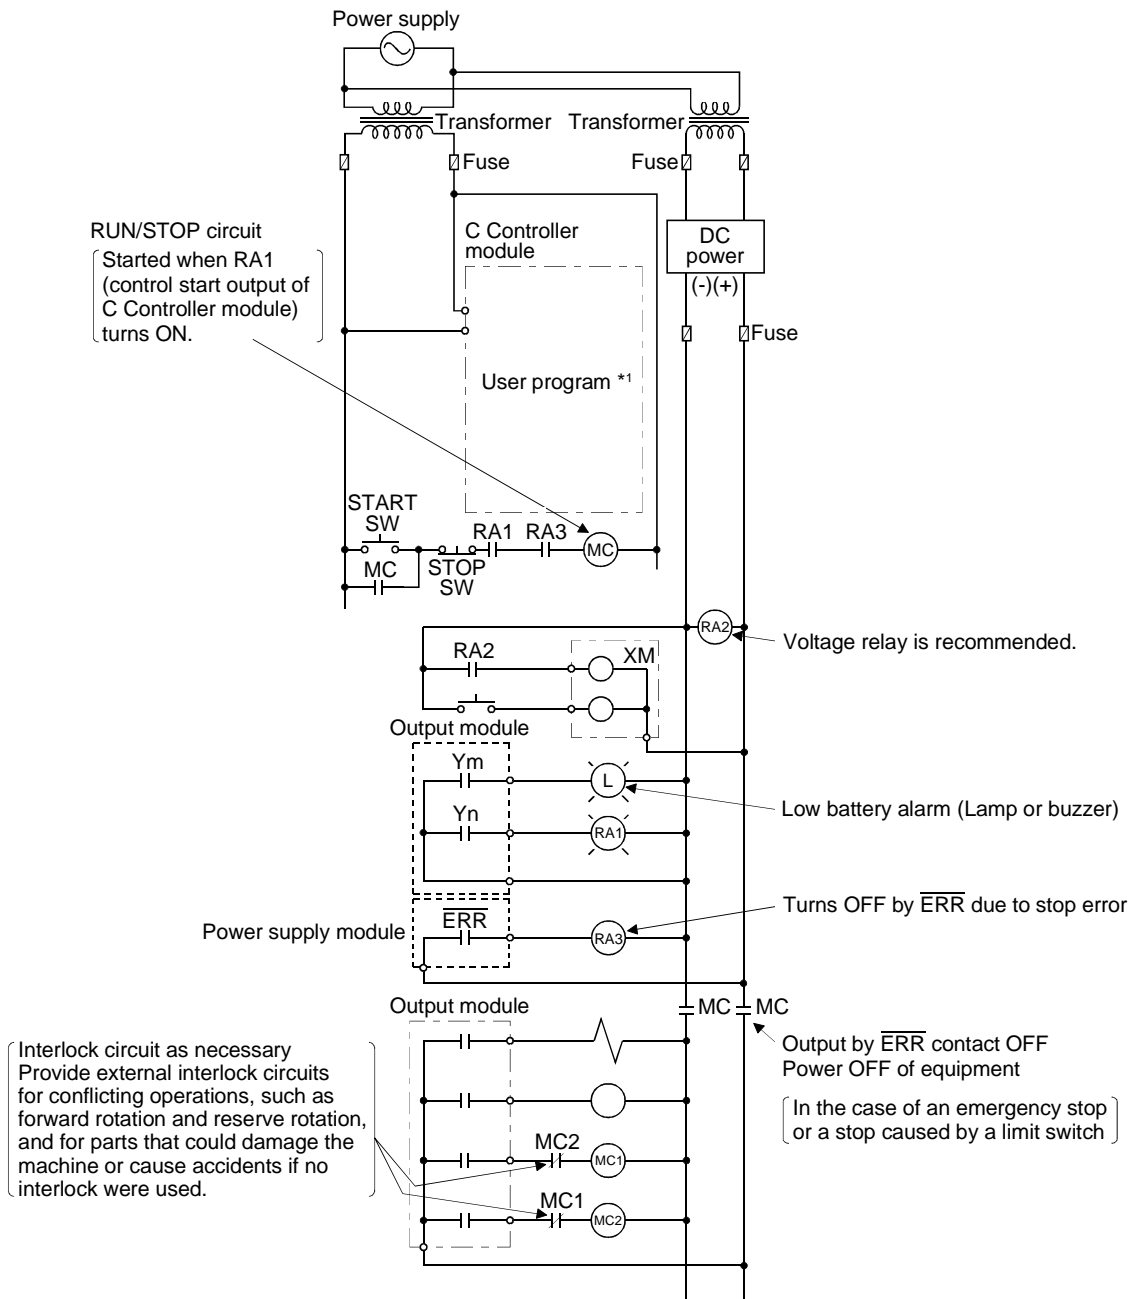 Power supply
Transformer
Transformer
Fuse
Fuse
RUN/STOP circuit
Started when RA1
(control start output of
C Controller module)
turns ON.
C Controller
module
DC
power
(-)(+)
Fuse
User program *1
START
SW
RA1
RA3
MC
MC
STOP
SW
RA2
Voltage relay is recommended.
RA2
XM
Output module
Ym
L
Low battery alarm (Lamp or buzzer)
Yn
RA1
Turns OFF by ERR due to stop error
ERR
Power supply module
RA3
Output module
MC
MC
Output by ERR contact OFF
Power OFF of equipment
In the case of an emergency stop
or a stop caused by a limit switch
Interlock circuit as necessary
Provide external interlock circuits
for conflicting operations, such as
forward rotation and reserve rotation,
and for parts that could damage the
machine or cause accidents if no
interlock were used.
MC2
MC1
MC1
MC2